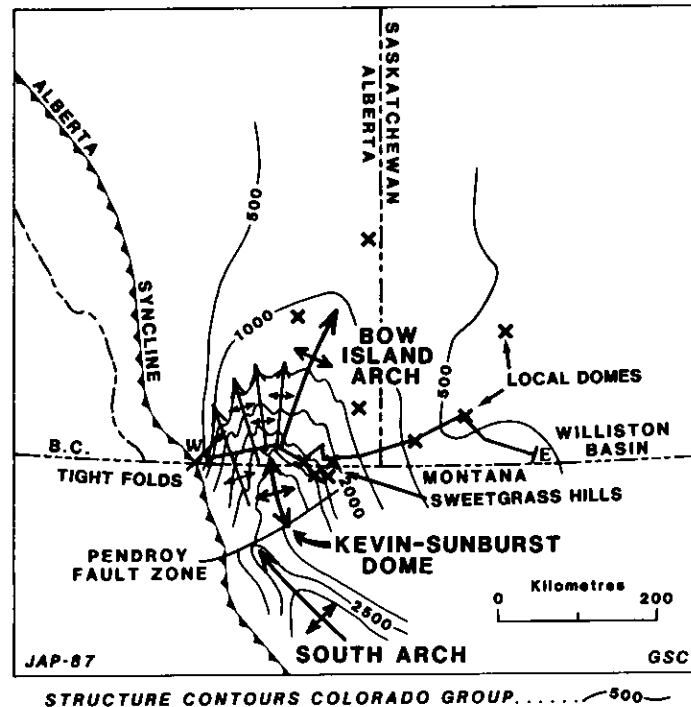 SASKATCHEWAN
ALBERTA
ALBERTA
SYNCLINE
500
1000
500
BOW
ISLAND
ARCH
LOCAL DOMES
WILLISTON
BASIN
B.C.
W
E
TIGHT FOLDS
MONTANA
SWEETGRASS HILLS
PENDROY
FAULT ZONE
KEVIN-SUNBURST
DOME
Kilometres
0 200
2500
SOUTH ARCH
JAP-87
GSC
STRUCTURE CONTOURS COLORADO GROUP......500